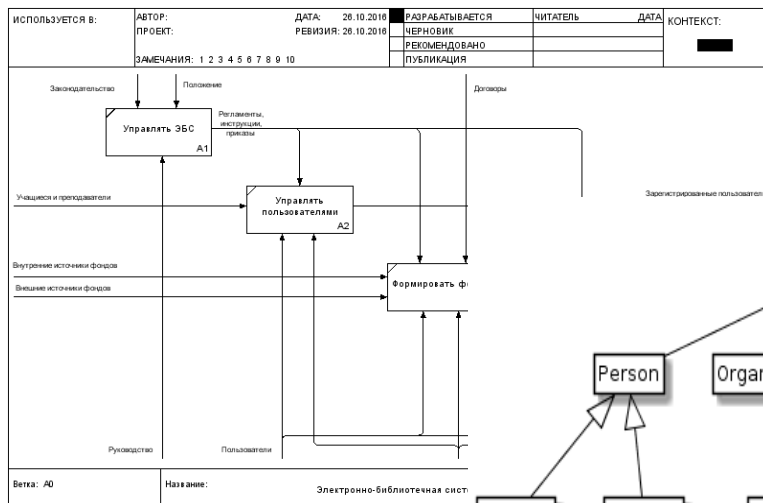 ИСПОЛЬЗУЕТСЯ В:
АВТОР:
ДАТА: 26.10.2016
ПРОЕКТ:
РЕВИЗИЯ: 26.10.2016
ЗАМЕЧАНИЯ: 1 2 3 4 5 6 7 8 9 10
РАЗРАБАТЫВАЕТСЯ
ЧЕРНОВИК
РЕКОМЕНДОВАНО
ПУБЛИКАЦИЯ
ЧИТАТЕЛЬ
ДАТА
КОНТЕКСТ:
Законодательство
Положение
Договоры
Управлять ЭБС
A1
Регламенты,
инструкции,
приказы
Учащиеся и преподаватели
Управлять
пользователями
A2
Зарегистрированные
Внутренние источники фондов
Внешние источники фондов
Формировать
Person
Руководство
Пользователи
Ветка: A0
Название:
Электронно-библиотечная